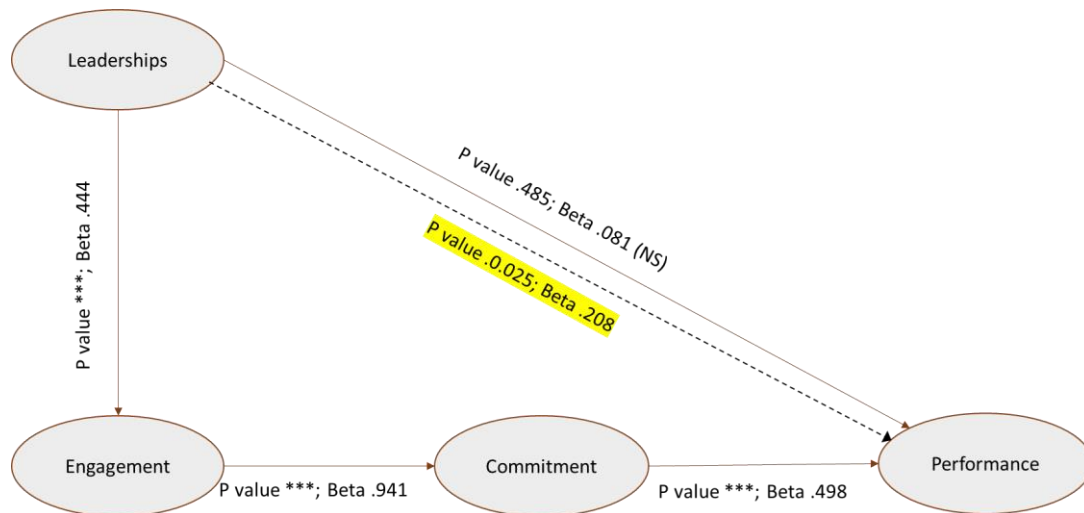 Leaderships
P value ***; Beta .444
P value .485; Beta .081 (NS)
P value .0.025; Beta .208
Engagement
P value ***; Beta .941
Commitment
P value ***; Beta .498
Performance